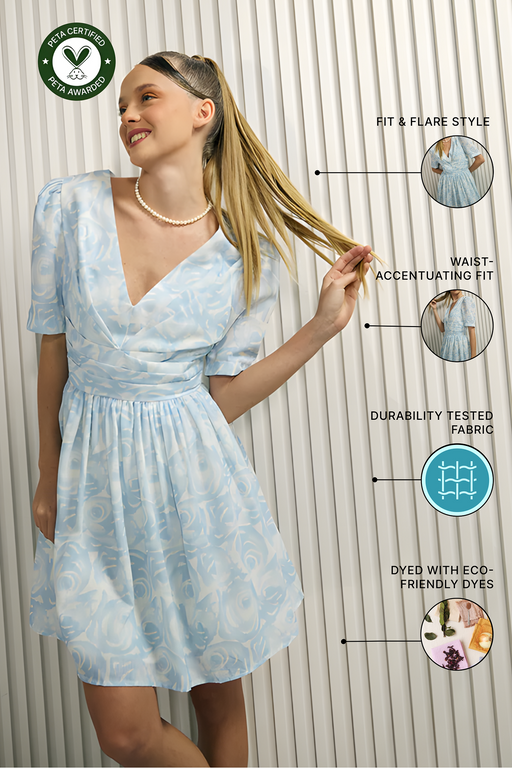 PETA CERTIFIED
PETA AWARDED
FIT & FLARE STYLE
WAIST-
ACCENTUATING FIT
DURABILITY TESTED
FABRIC
DYED WITH ECO-
FRIENDLY DYES